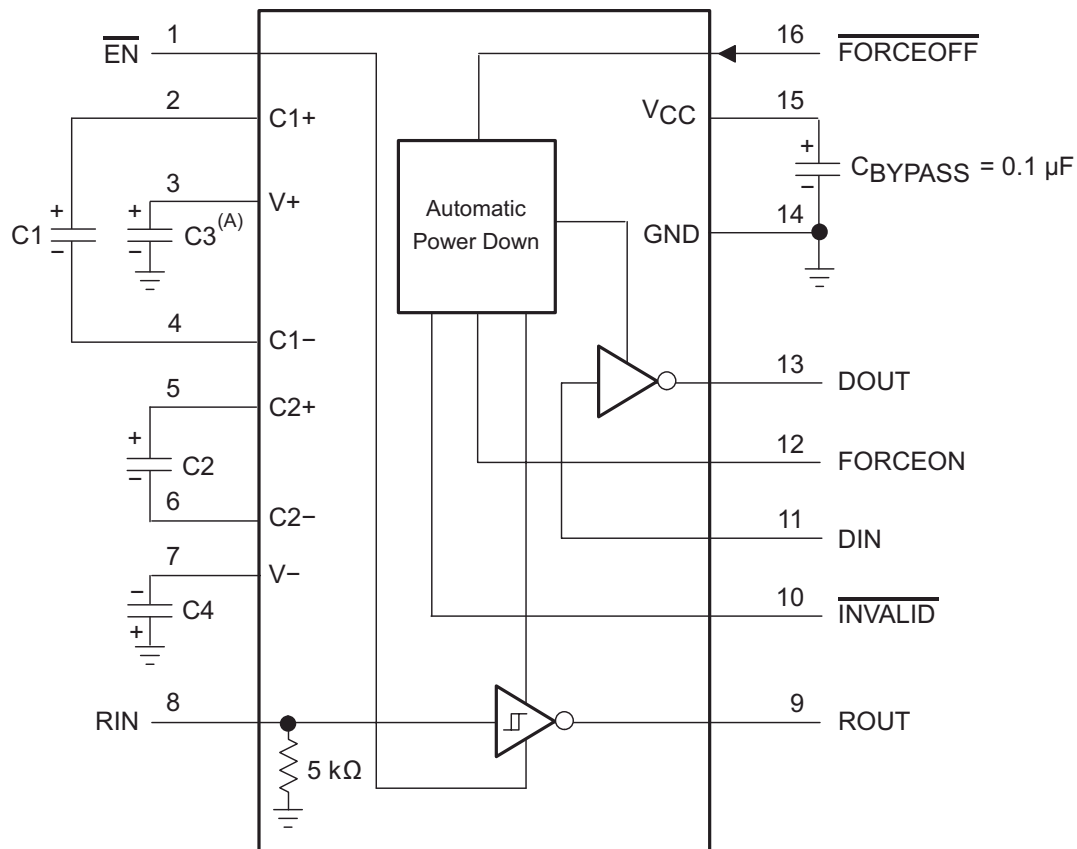 1
EN
2
C1+
3
V+
+
−
C1
+
−
C3(A)
4
C1−
5
C2+
+
−
C2
6
C2−
7
V−
−
+
C4
8
RIN
5 kΩ
Automatic
Power Down
16
FORCEOFF
15
VCC
+
−
CBYPASS = 0.1 µF
14
GND
13
DOUT
12
FORCEON
11
DIN
10
INVALID
9
ROUT